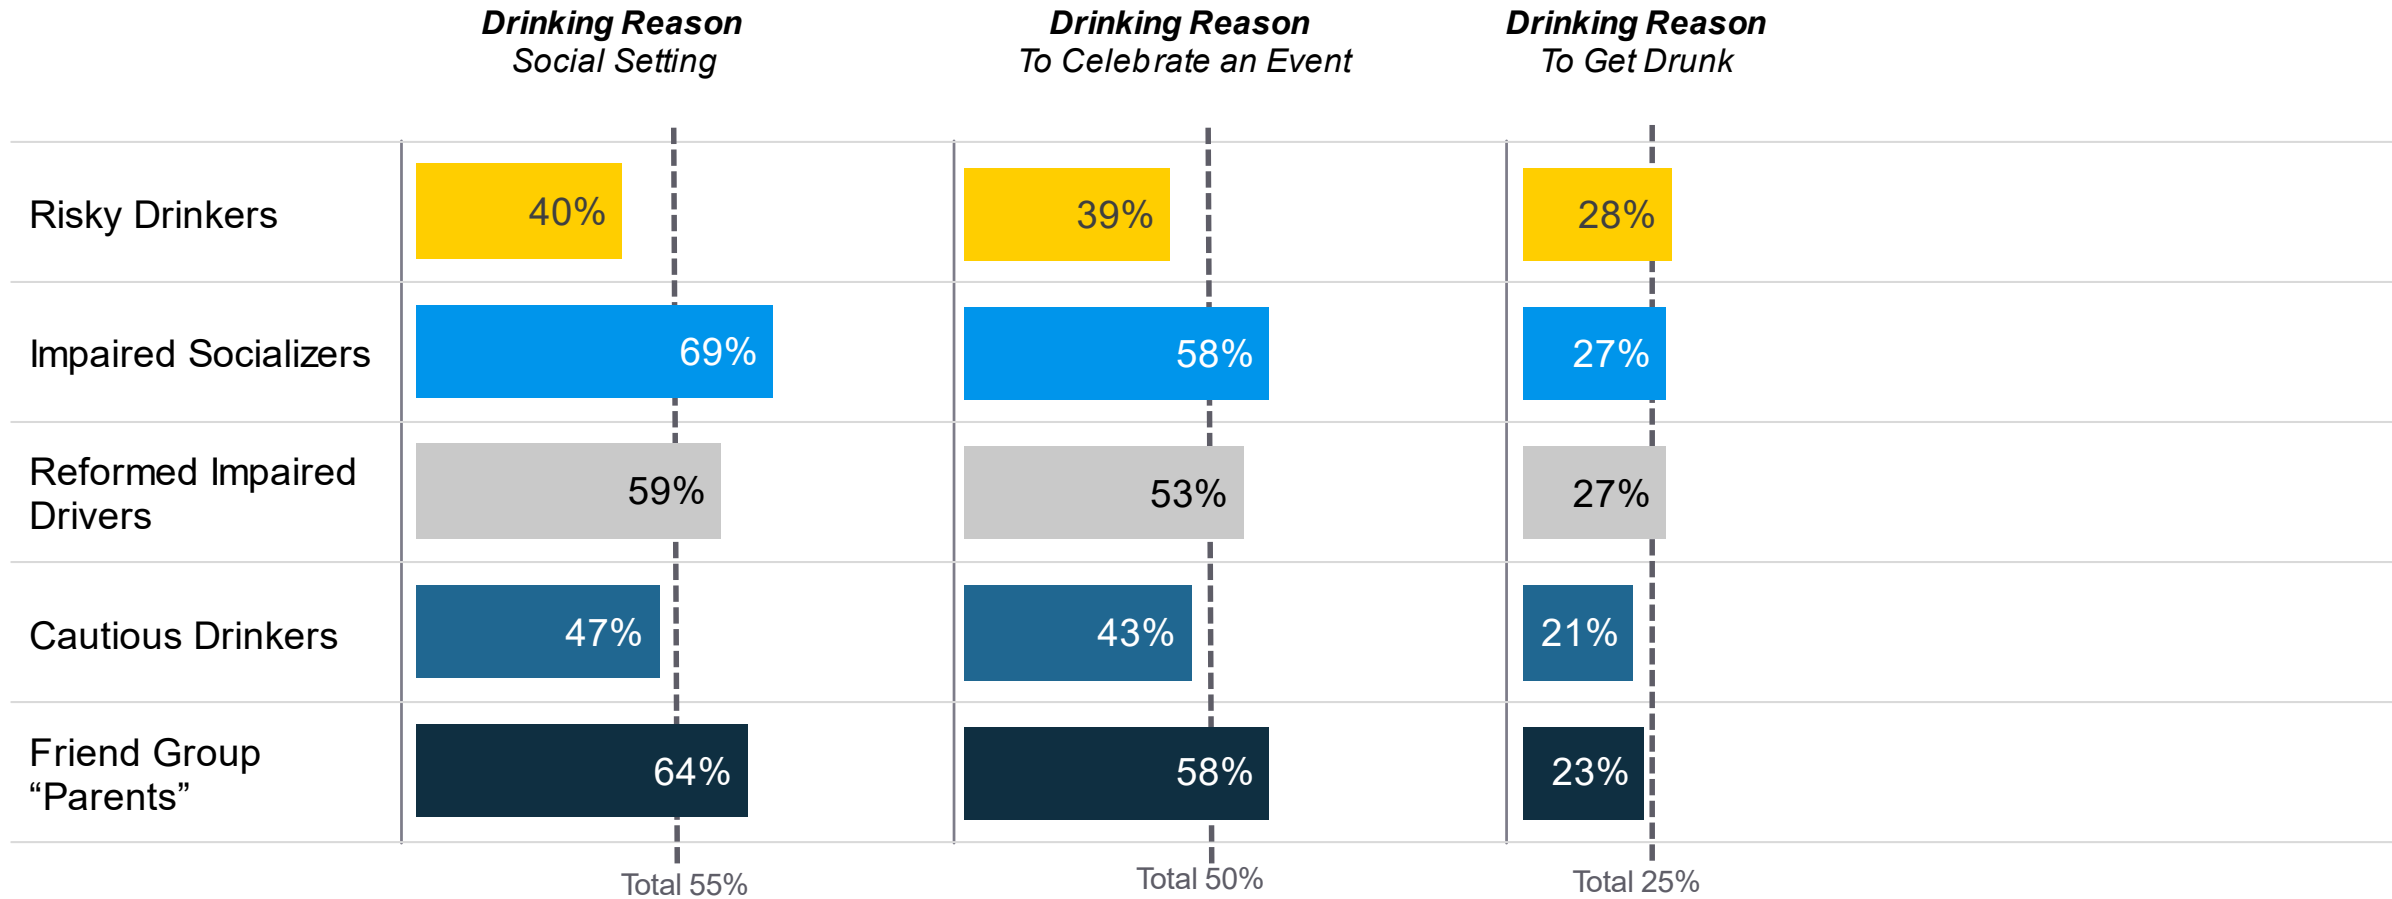 Drinking Reason
Social Setting
Drinking Reason
To Celebrate an Event
Drinking Reason
To Get Drunk
Risky Drinkers
40%
39%
28%
Impaired Socializers
69%
58%
27%
Reformed Impaired
Drivers
59%
53%
27%
Cautious Drinkers
47%
43%
21%
Friend Group
“Parents”
64%
58%
23%
Total 55%
Total 50%
Total 25%